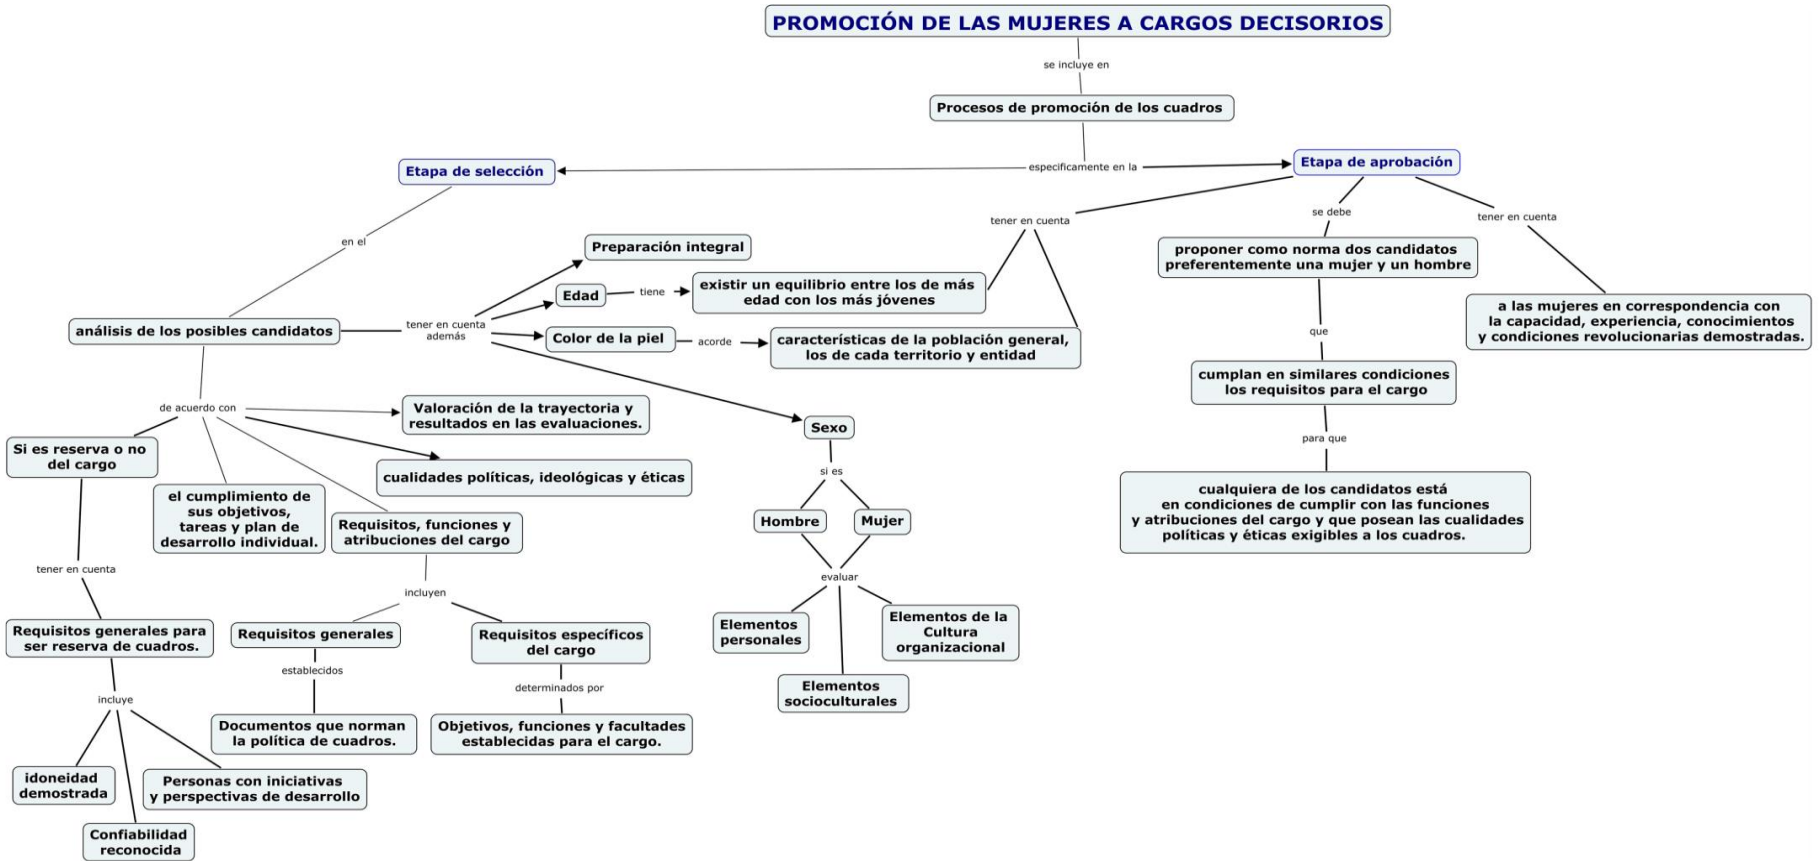 PROMOCIÓN DE LAS MUJERES A CARGOS DECISORIOS
se incluye en
Procesos de promoción de los cuadros
especificamente en la
Etapa de selección
Etapa de aprobación
en el
análisis de los posibles candidatos
tener en cuenta
además
Preparación integral
Edad
tiene
existir un equilibrio entre los de más
edad con los más jóvenes
Color de la piel
acorde
características de la población general,
los de cada territorio y entidad
tener en cuenta
se debe
proponer como norma dos candidatos
preferentemente una mujer y un hombre
que
cumplan en similares condiciones
los requisitos para el cargo
para que
cualquiera de los candidatos está
en condiciones de cumplir con las funciones
y atribuciones del cargo y que posean las cualidades
políticas y éticas exigibles a los cuadros.
tener en cuenta
a las mujeres en correspondencia con
la capacidad, experiencia, conocimientos
y condiciones revolucionarias demostradas.
de acuerdo con
Valoración de la trayectoria y
resultados en las evaluaciones.
cualidades políticas, ideológicas y éticas
Si es reserva o no
del cargo
el cumplimiento de
sus objetivos,
tareas y plan de
desarrollo individual.
Requisitos, funciones y
atribuciones del cargo
Sexo
si es
Hombre
Mujer
evaluar
Elementos
personales
Elementos
socioculturales
Elementos de la
Cultura
organizacional
tener en cuenta
Requisitos generales para
ser reserva de cuadros.
incluye
idoneidad
demostrada
Confiabilidad
reconocida
Personas con iniciativas
y perspectivas de desarrollo
incluyen
Requisitos generales
establecidos
Documentos que norman
la política de cuadros.
Requisitos específicos
del cargo
determinados por
Objetivos, funciones y facultades
establecidas para el cargo.